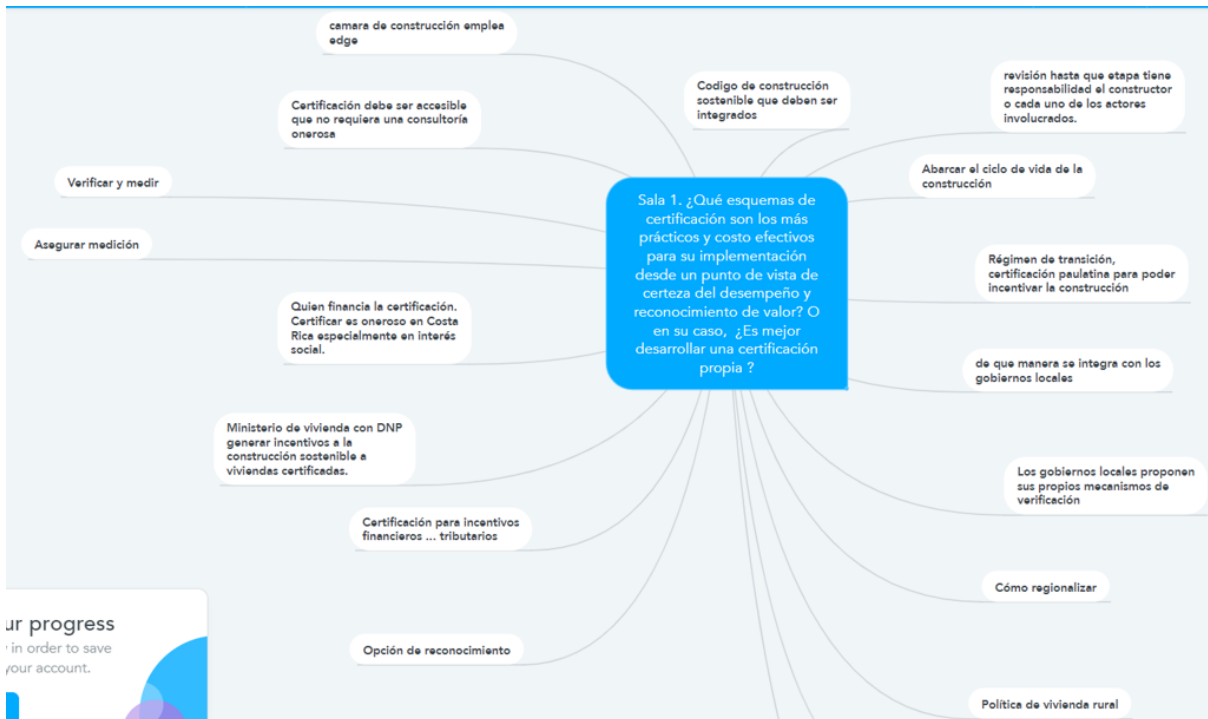 camara de construcción emplea
edge
Certificación debe ser accesible
que no requiera una consultoría
onerosa
Verificar y medir
Asegurar medición
Quien financia la certificación.
Certificar es oneroso en Costa
Rica especialmente en interés
social.
Ministerio de vivienda con DNP
generar incentivos a la
construcción sostenible a
viviendas certificadas.
Certificación para incentivos
financieros ... tributarios
Opción de reconocimiento
Sala 1. ¿Qué esquemas de
certificación son los más
prácticos y costo efectivos
para su implementación
desde un punto de vista de
certeza del desempeño y
reconocimiento de valor? O
en su caso, ¿Es mejor
desarrollar una certificación
propia ?
Codigo de construcción
sostenible que deben ser
integrados
revisión hasta que etapa tiene
responsabilidad el constructor
o cada uno de los actores
involucrados.
Abarcar el ciclo de vida de la
construcción
Régimen de transición,
certificación paulatina para poder
incentivar la construcción
de que manera se integra con los
gobiernos locales
Los gobiernos locales proponen
sus propios mecanismos de
verificación
Cómo regionalizar
Política de vivienda rural
ur progress
in order to save
your account.